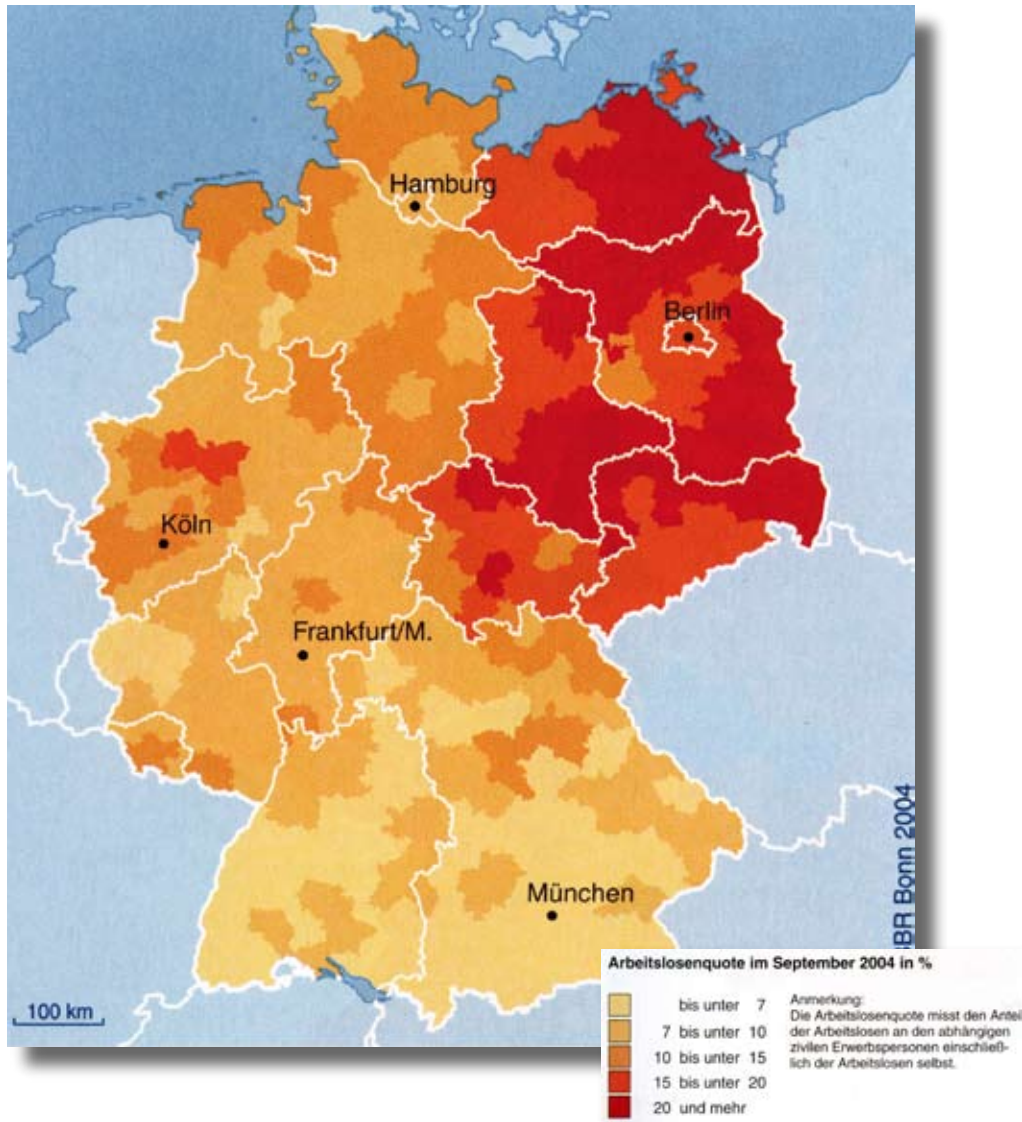 Hamburg
Berlin
Köln
Frankfurt/M.
München
BR Bonn 2004
100 km
Arbeitslosenquote im September 2004 in %
bis unter 7
7 bis unter 10
10 bis unter 15
15 bis unter 20
20 und mehr
Anmerkung:
Die Arbeitslosenquote misst den Anteil
der Arbeitslosen an den abhängigen
zivilen Erwerbspersonen einschließ-
lich der Arbeitslosen selbst.